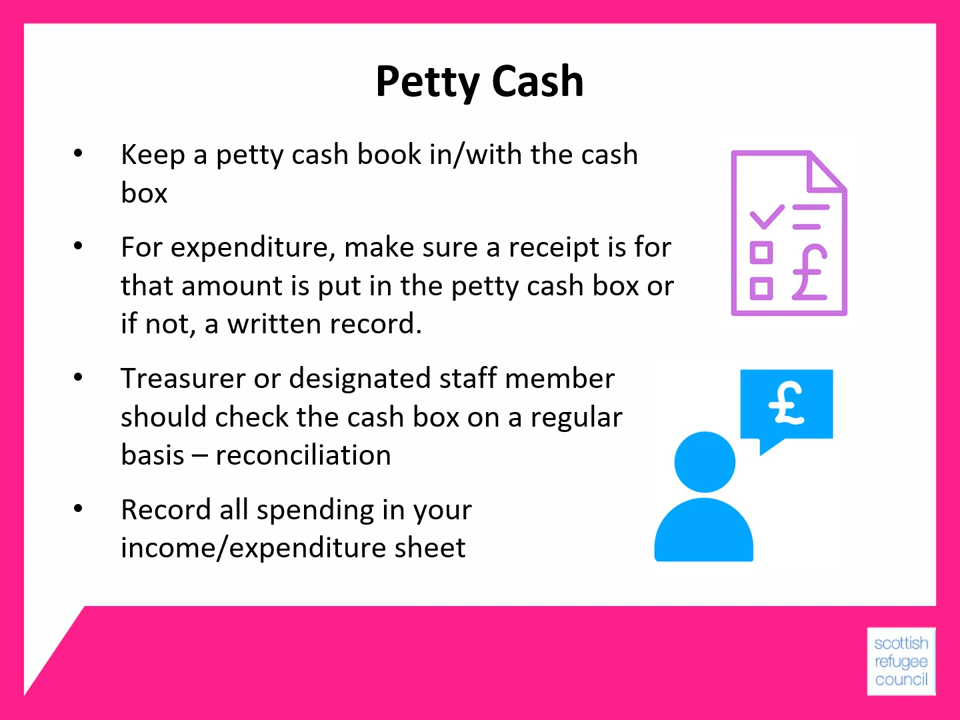 Petty Cash
• Keep a petty cash book in/with the cash
box
• For expenditure, make sure a receipt is for
that amount is put in the petty cash box or
if not, a written record.
• Treasurer or designated staff member
should check the cash box on a regular
basis – reconciliation
• Record all spending in your
income/expenditure sheet
£
£
scottish
refugee
council